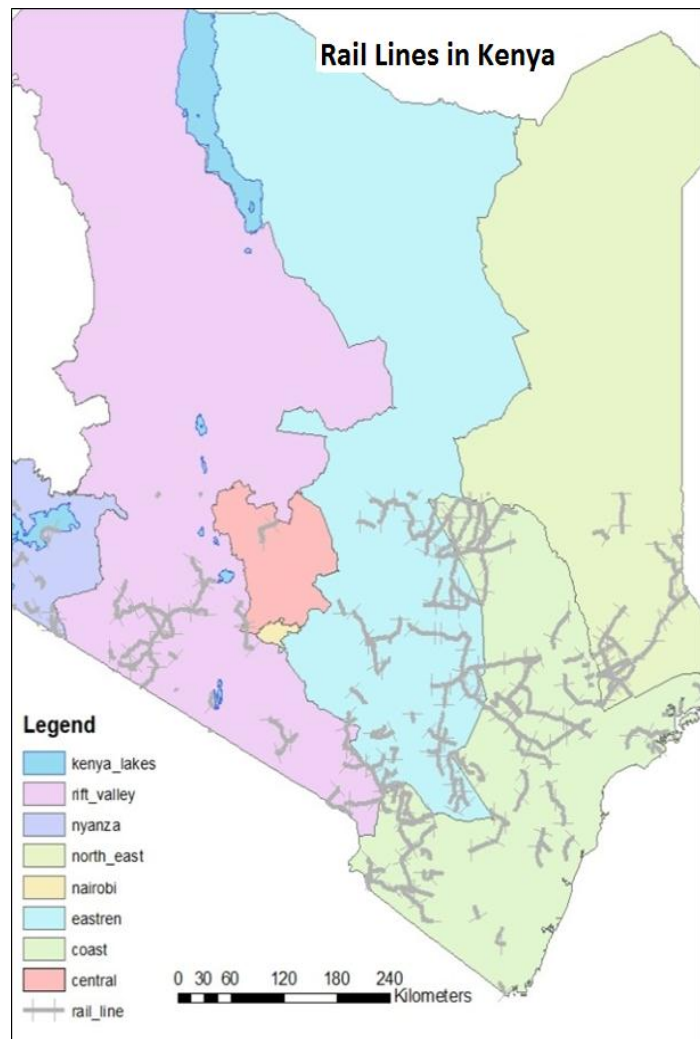 Rail Lines in Kenya
Legend
kenya_lakes
rift_valley
nyanza
north_east
nairobi
eastren
coast
central
rail_line
0 30 60 120 180 240
Kilometers